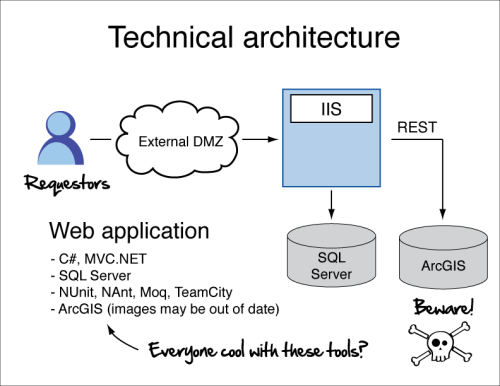 Technical architecture
IIS
REST
External DMZ
Requestors
Web application
- C#, MVC.NET
- SQL Server
- NUnit, NAnt, Moq, TeamCity
- ArcGIS (images may be out of date)
SQL
Server
ArcGIS
Beware!
Everyone cool with these tools?